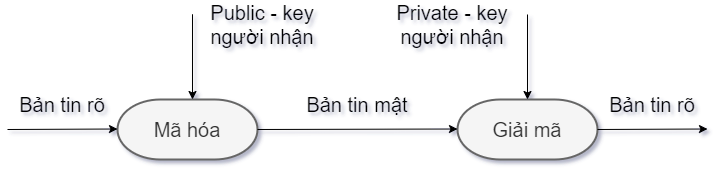 Public - key
người nhận
Private - key
người nhận
Bản tin rõ
Mã hóa
Bản tin mật
Giải mã
Bản tin rõ